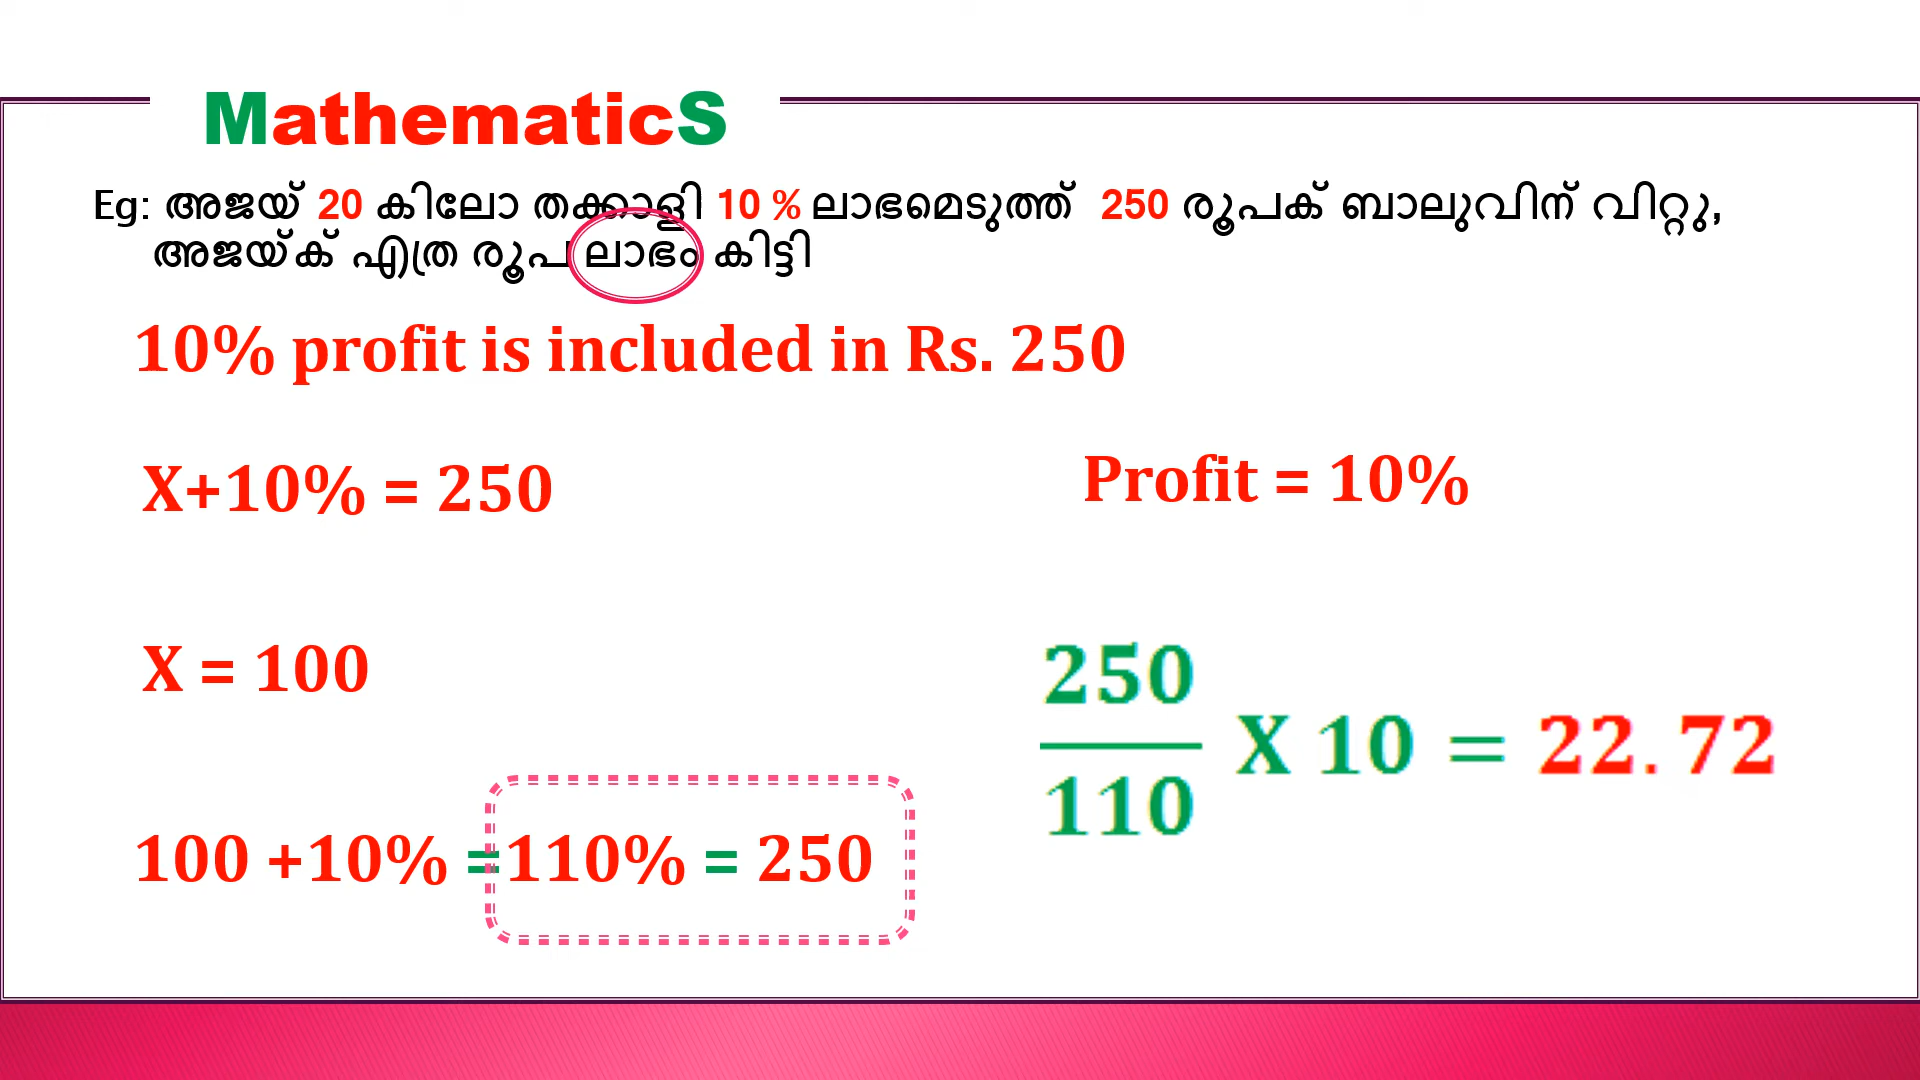 MathematicS
Eg: അജയ് 20 കിലോ തക്കാളി 10 % ലാഭമെടുത്ത് 250 രൂപക് ബാലുവിന് വിറ്റു,
അജയ്ക് എത്ര രൂപ ലാഭം കിട്ടി
10% profit is included in Rs. 250
X+10% = 250
Profit = 10%
X = 100
250
110
X 10 = 22.72
100 +10% =110% = 250